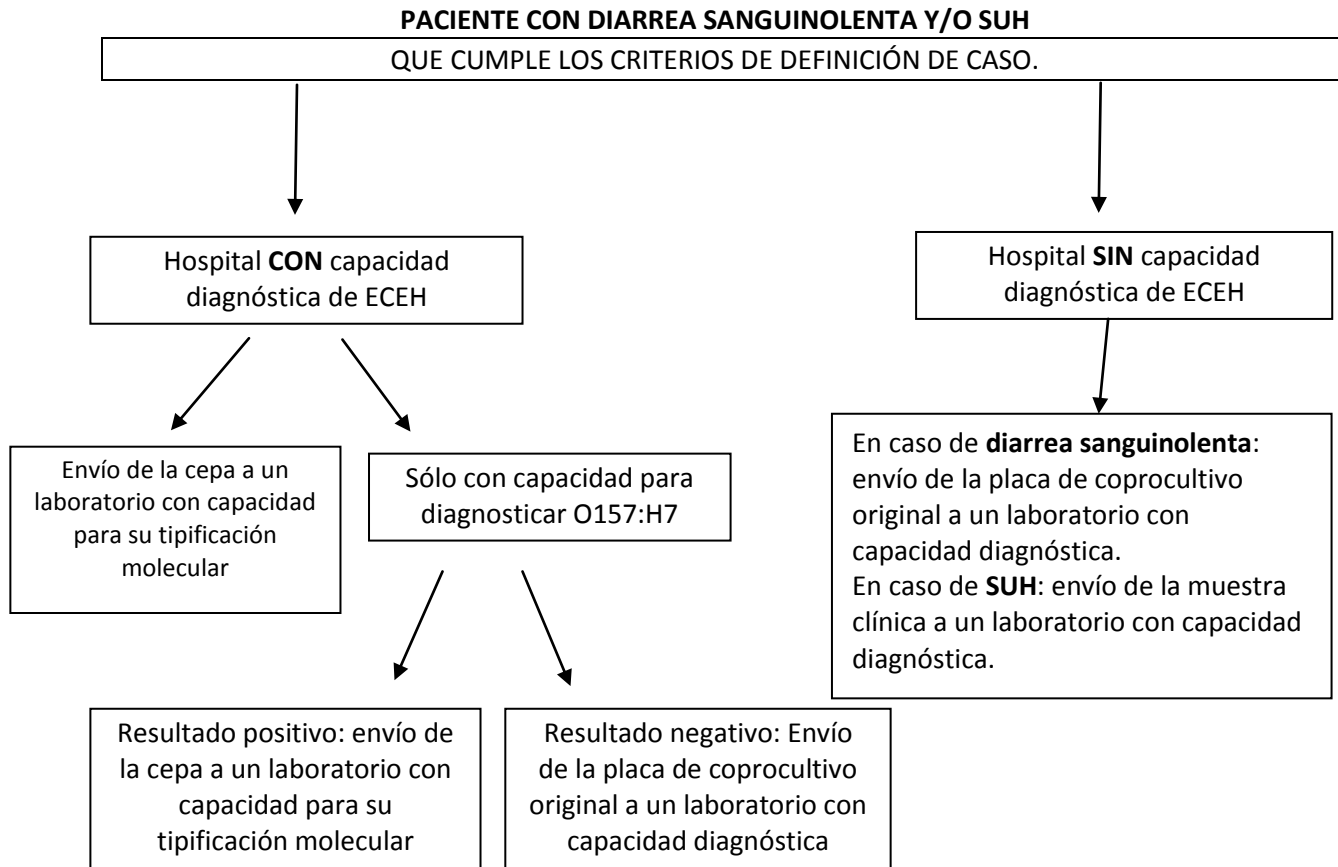 PACIENTE CON DIARREA SANGUINOLENTA Y/O SUH
QUE CUMPLE LOS CRITERIOS DE DEFINICIÓN DE CASO.
Hospital CON capacidad
diagnóstica de ECEH
Hospital SIN capacidad
diagnóstica de ECEH
Envío de la cepa a un
laboratorio con capacidad
para su tipificación
molecular
Sólo con capacidad para
diagnosticar O157:H7
En caso de diarrea sanguinolenta:
envío de la placa de coprocultivo
original a un laboratorio con
capacidad diagnóstica.
En caso de SUH: envío de la muestra
clínica a un laboratorio con capacidad
diagnóstica.
Resultado positivo: envío de
la cepa a un laboratorio con
capacidad para su
tipificación molecular
Resultado negativo: Envío
de la placa de coprocultivo
original a un laboratorio con
capacidad diagnóstica